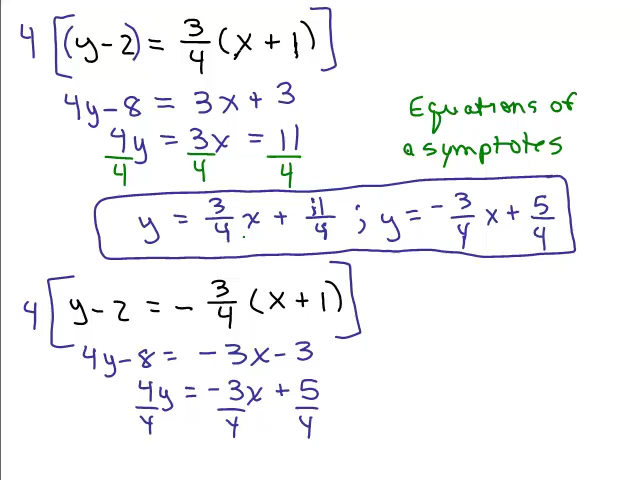 4 [(y-2) = 3/4 (x+1)]
4y-8 = 3x+3
4y/4 = 3x/4 = 11/4
Equations of
asymptotes
y = 3/4 x + 11/4 ; y = -3/4 x + 5/4
4 [y-2 = - 3/4 (x+1)]
4y-8 = -3x-3
4y/4 = -3x/4 + 5/4